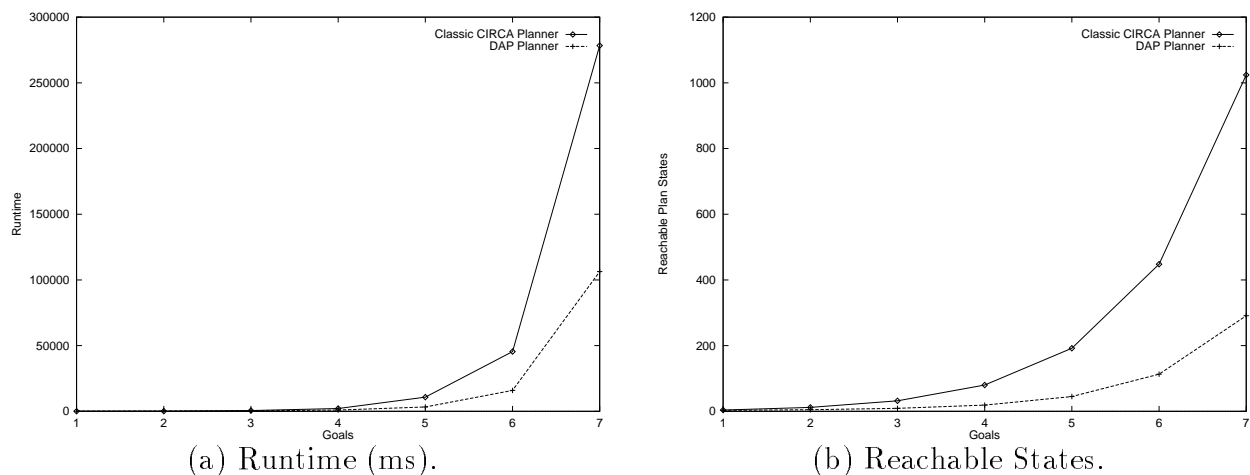 300000
250000
200000
150000
100000
50000
0
Runtime
Classic CIRCA Planner
DAP Planner
1 2 3 4 5 6 7
Goals
(a) Runtime (ms).
1200
1000
800
600
400
200
0
Reachable Plan States
Classic CIRCA Planner
DAP Planner
1 2 3 4 5 6 7
Goals
(b) Reachable States.